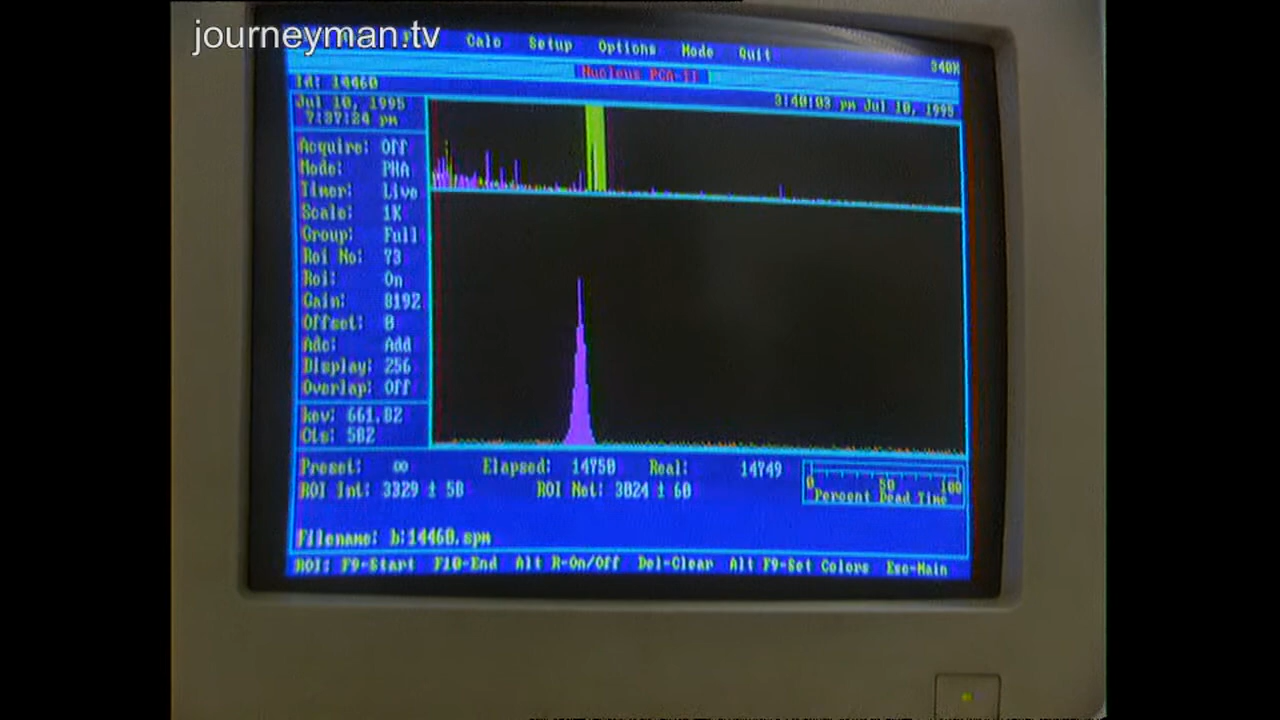 journeyman.tv
Calc Setup Options Mode Quit
340K
Nucleus PCA-II
Id: 14460
Jul 10, 1995
7:37:24 pm
3:40:03 pm Jul 10, 1995
Acquire: Off
Mode: PHA
Timer: Live
Scale: 1K
Group: Full
Roi No: 73
Roi: On
Gain: 8192
Offset: 0
Adc: Add
Display: 256
Overlap: Off
kev: 661.82
Cts: 582
Preset: ∞ Elapsed: 14750 Real: 14749
ROI Int: 3329 ± 58 ROI Net: 3024 ± 60
0 50 100
Percent Dead Time
Filename: b:14460.spm
ROI: F9-Start F10-End Alt R-On/Off Del-Clear Alt F9-Set Colors Esc-Main